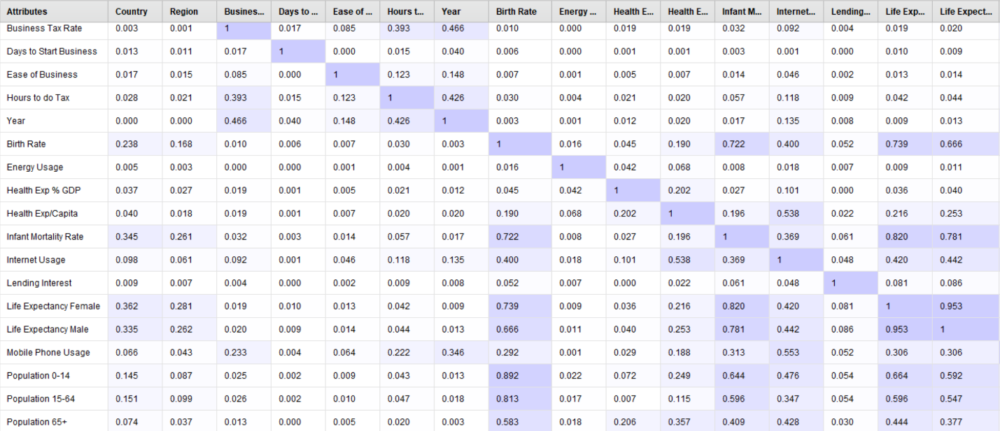 Attributes Country Region Busines... Days to ... Ease of ... Hours t... Year Birth Rate Energy ... Health E... Health E... Infant M... Internet... Lending... Life Exp... Life Expect...
Business Tax Rate 0.003 0.001 1 0.017 0.085 0.393 0.466 0.010 0.000 0.019 0.019 0.032 0.092 0.004 0.019 0.020
Days to Start Business 0.013 0.011 0.017 1 0.000 0.015 0.040 0.006 0.000 0.001 0.001 0.003 0.001 0.000 0.010 0.009
Ease of Business 0.017 0.015 0.085 0.000 1 0.123 0.148 0.007 0.001 0.005 0.007 0.014 0.046 0.002 0.013 0.014
Hours to do Tax 0.028 0.021 0.393 0.015 0.123 1 0.426 0.030 0.004 0.021 0.020 0.057 0.118 0.009 0.042 0.044
Year 0.000 0.000 0.466 0.040 0.148 0.426 1 0.003 0.001 0.012 0.020 0.017 0.135 0.008 0.009 0.013
Birth Rate 0.238 0.168 0.010 0.006 0.007 0.030 0.003 1 0.016 0.045 0.190 0.722 0.400 0.052 0.739 0.666
Energy Usage 0.005 0.003 0.000 0.000 0.001 0.004 0.001 0.016 1 0.042 0.068 0.008 0.018 0.007 0.009 0.011
Health Exp % GDP 0.037 0.027 0.019 0.001 0.005 0.021 0.012 0.045 0.042 1 0.202 0.027 0.101 0.000 0.036 0.040
Health Exp/Capita 0.040 0.018 0.019 0.001 0.007 0.020 0.020 0.190 0.068 0.202 1 0.196 0.538 0.022 0.216 0.253
Infant Mortality Rate 0.345 0.261 0.032 0.003 0.014 0.057 0.017 0.722 0.008 0.027 0.196 1 0.369 0.061 0.820 0.781
Internet Usage 0.098 0.061 0.092 0.001 0.046 0.118 0.135 0.400 0.018 0.101 0.538 0.369 1 0.048 0.420 0.442
Lending Interest 0.009 0.007 0.004 0.000 0.002 0.009 0.008 0.052 0.007 0.000 0.022 0.061 0.048 1 0.081 0.086
Life Expectancy Female 0.362 0.281 0.019 0.010 0.013 0.042 0.009 0.739 0.009 0.036 0.216 0.820 0.420 0.081 1 0.953
Life Expectancy Male 0.335 0.262 0.020 0.009 0.014 0.044 0.013 0.666 0.011 0.040 0.253 0.781 0.442 0.086 0.953 1
Mobile Phone Usage 0.066 0.043 0.233 0.004 0.064 0.222 0.346 0.292 0.001 0.029 0.188 0.313 0.553 0.052 0.306 0.306
Population 0-14 0.145 0.087 0.025 0.002 0.009 0.043 0.013 0.892 0.022 0.072 0.249 0.644 0.476 0.054 0.664 0.592
Population 15-64 0.151 0.099 0.026 0.002 0.010 0.047 0.018 0.813 0.017 0.007 0.115 0.596 0.347 0.054 0.596 0.547
Population 65+ 0.074 0.037 0.013 0.000 0.005 0.020 0.003 0.583 0.018 0.206 0.357 0.409 0.428 0.030 0.444 0.377